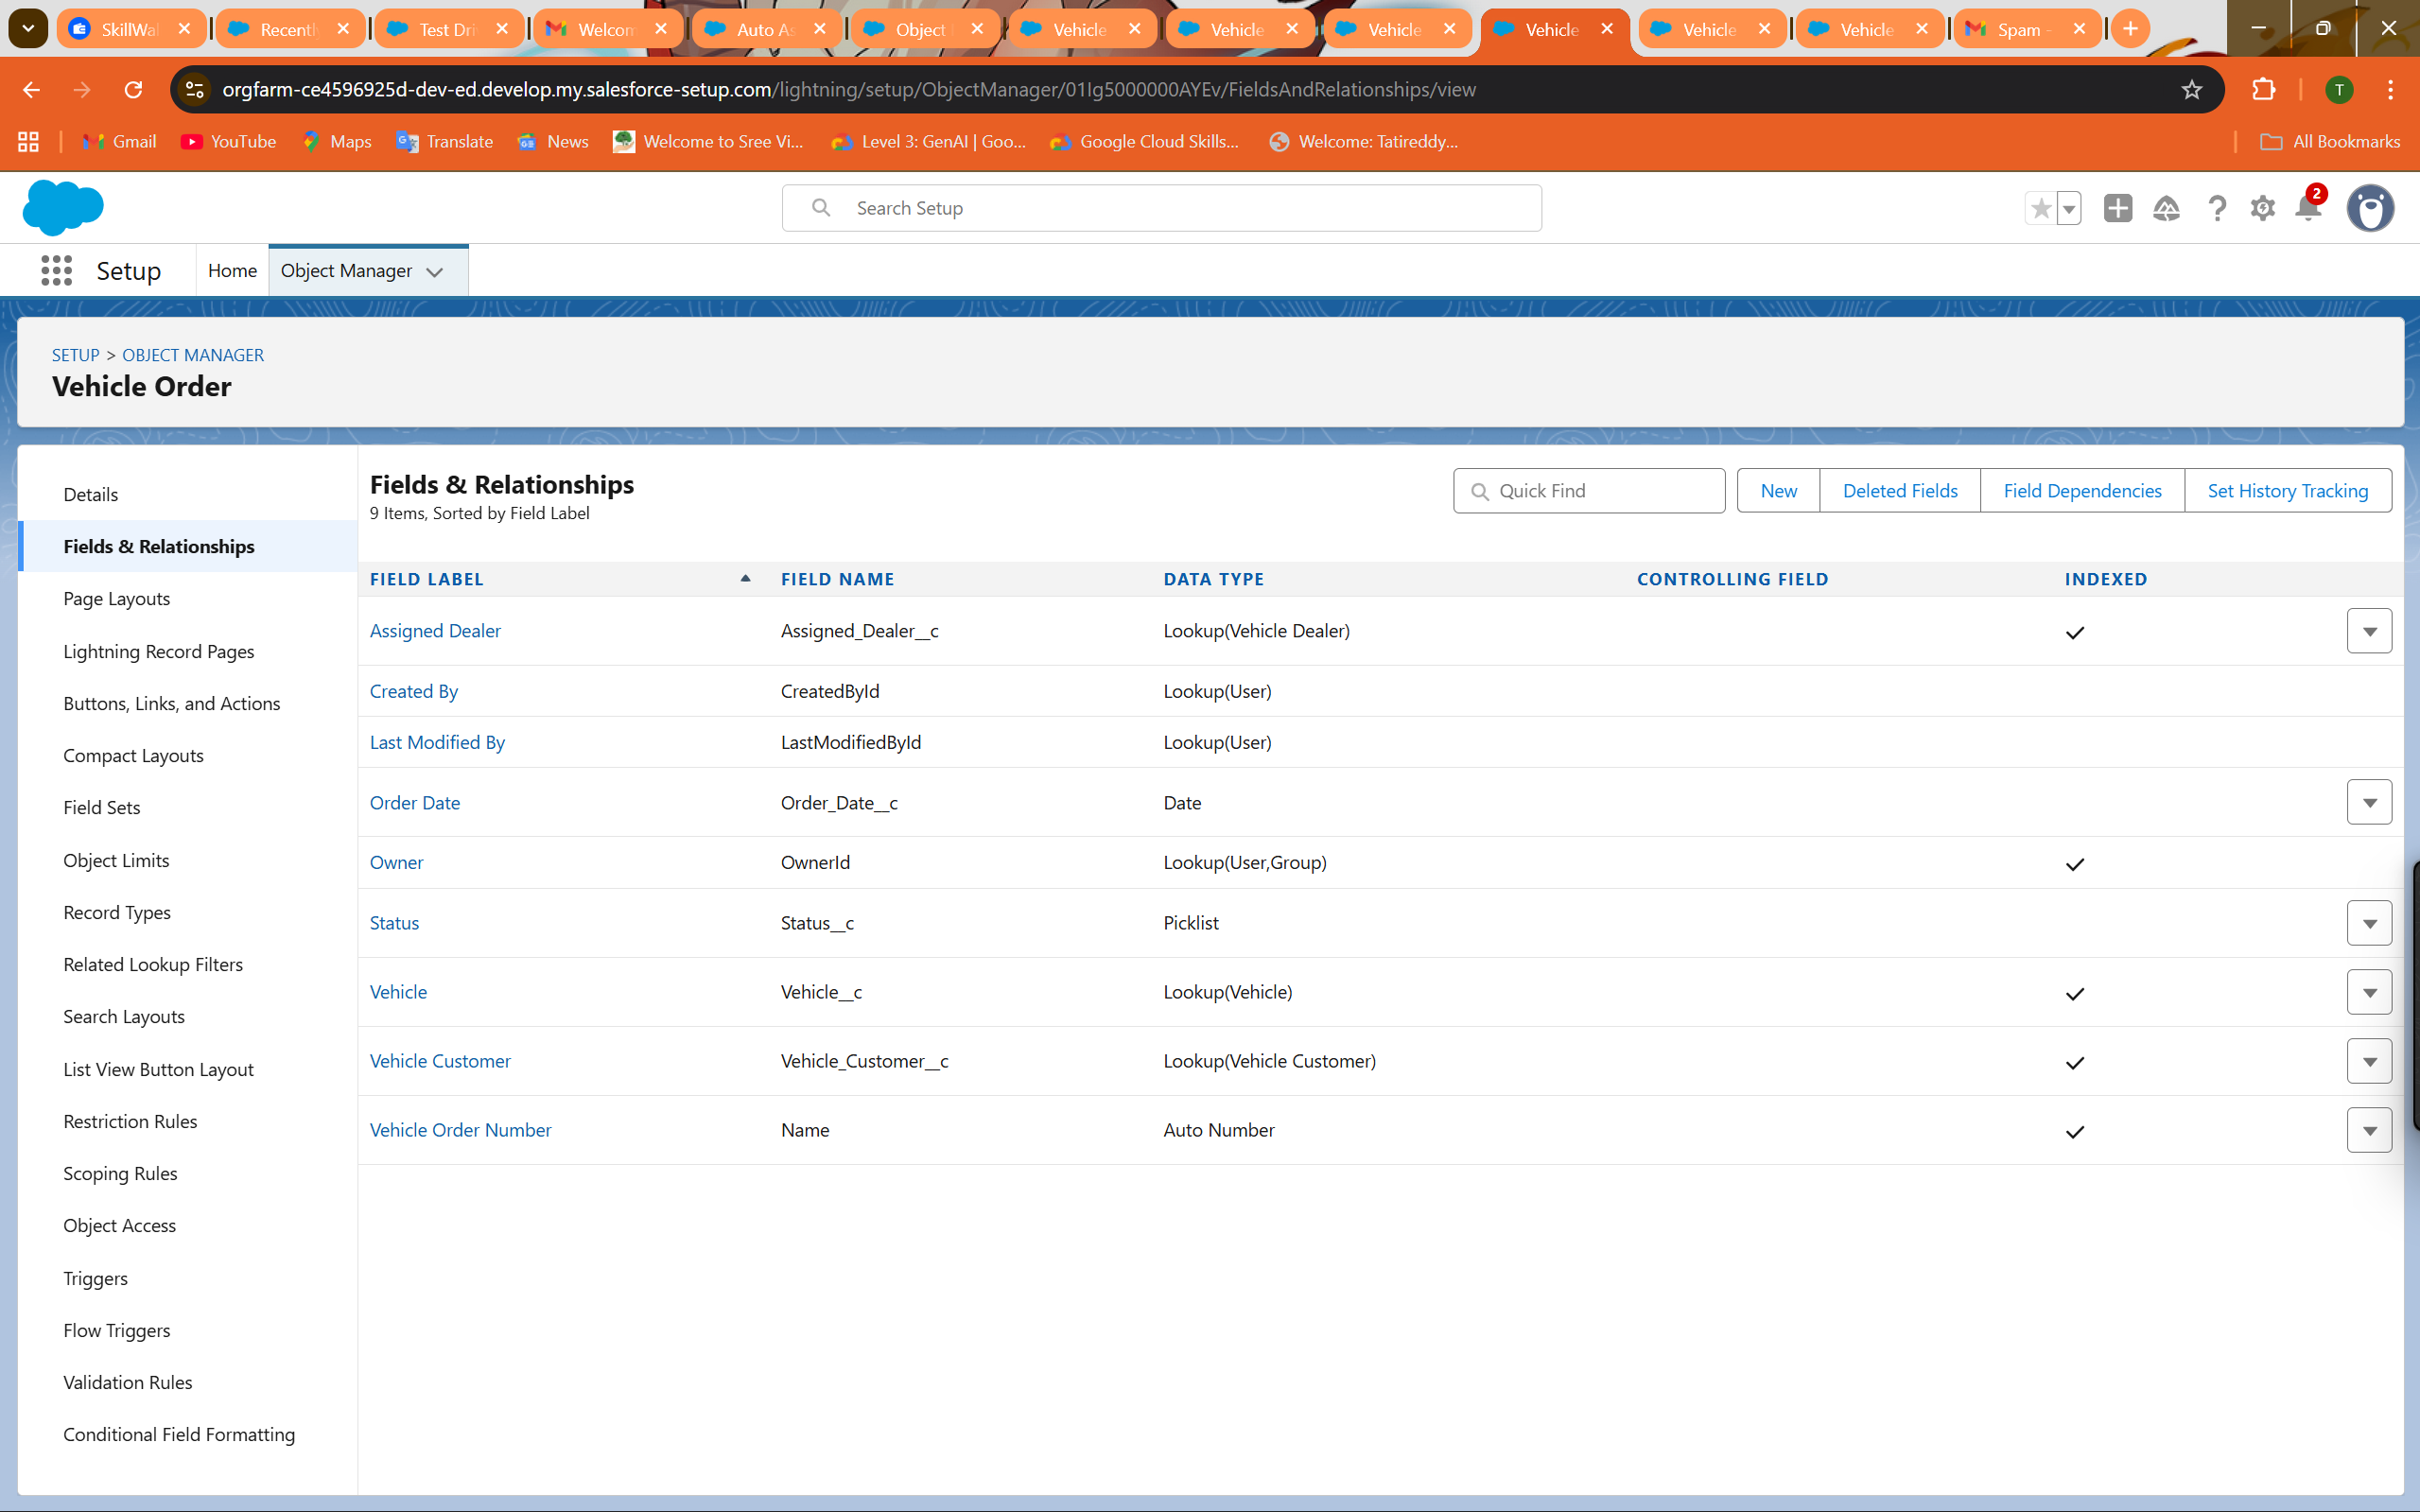 SkillWa
Recent
Test Dri
Welcom
Auto As
Object
Vehicle
Vehicle
Vehicle
Vehicle
Vehicle
Vehicle
Spam -
orgfarm-ce4596925d-dev-ed.develop.my.salesforce-setup.com/lightning/setup/ObjectManager/01Ig5000000AYEv/FieldsAndRelationships/view
T
Gmail
YouTube
Maps
Translate
News
Welcome to Sree Vi...
Level 3: GenAI | Goo...
Google Cloud Skills...
Welcome: Tatireddy...
All Bookmarks
Search Setup
2
Setup
Home
Object Manager
SETUP > OBJECT MANAGER
Vehicle Order
Details
Fields & Relationships
Page Layouts
Lightning Record Pages
Buttons, Links, and Actions
Compact Layouts
Field Sets
Object Limits
Record Types
Related Lookup Filters
Search Layouts
List View Button Layout
Restriction Rules
Scoping Rules
Object Access
Triggers
Flow Triggers
Validation Rules
Conditional Field Formatting
Fields & Relationships
9 Items, Sorted by Field Label
Quick Find
New
Deleted Fields
Field Dependencies
Set History Tracking
FIELD LABEL FIELD NAME DATA TYPE CONTROLLING FIELD INDEXED
Assigned Dealer Assigned_Dealer__c Lookup(Vehicle Dealer)
Created By CreatedById Lookup(User)
Last Modified By LastModifiedById Lookup(User)
Order Date Order_Date__c Date
Owner OwnerId Lookup(User,Group)
Status Status__c Picklist
Vehicle Vehicle__c Lookup(Vehicle)
Vehicle Customer Vehicle_Customer__c Lookup(Vehicle Customer)
Vehicle Order Number Name Auto Number